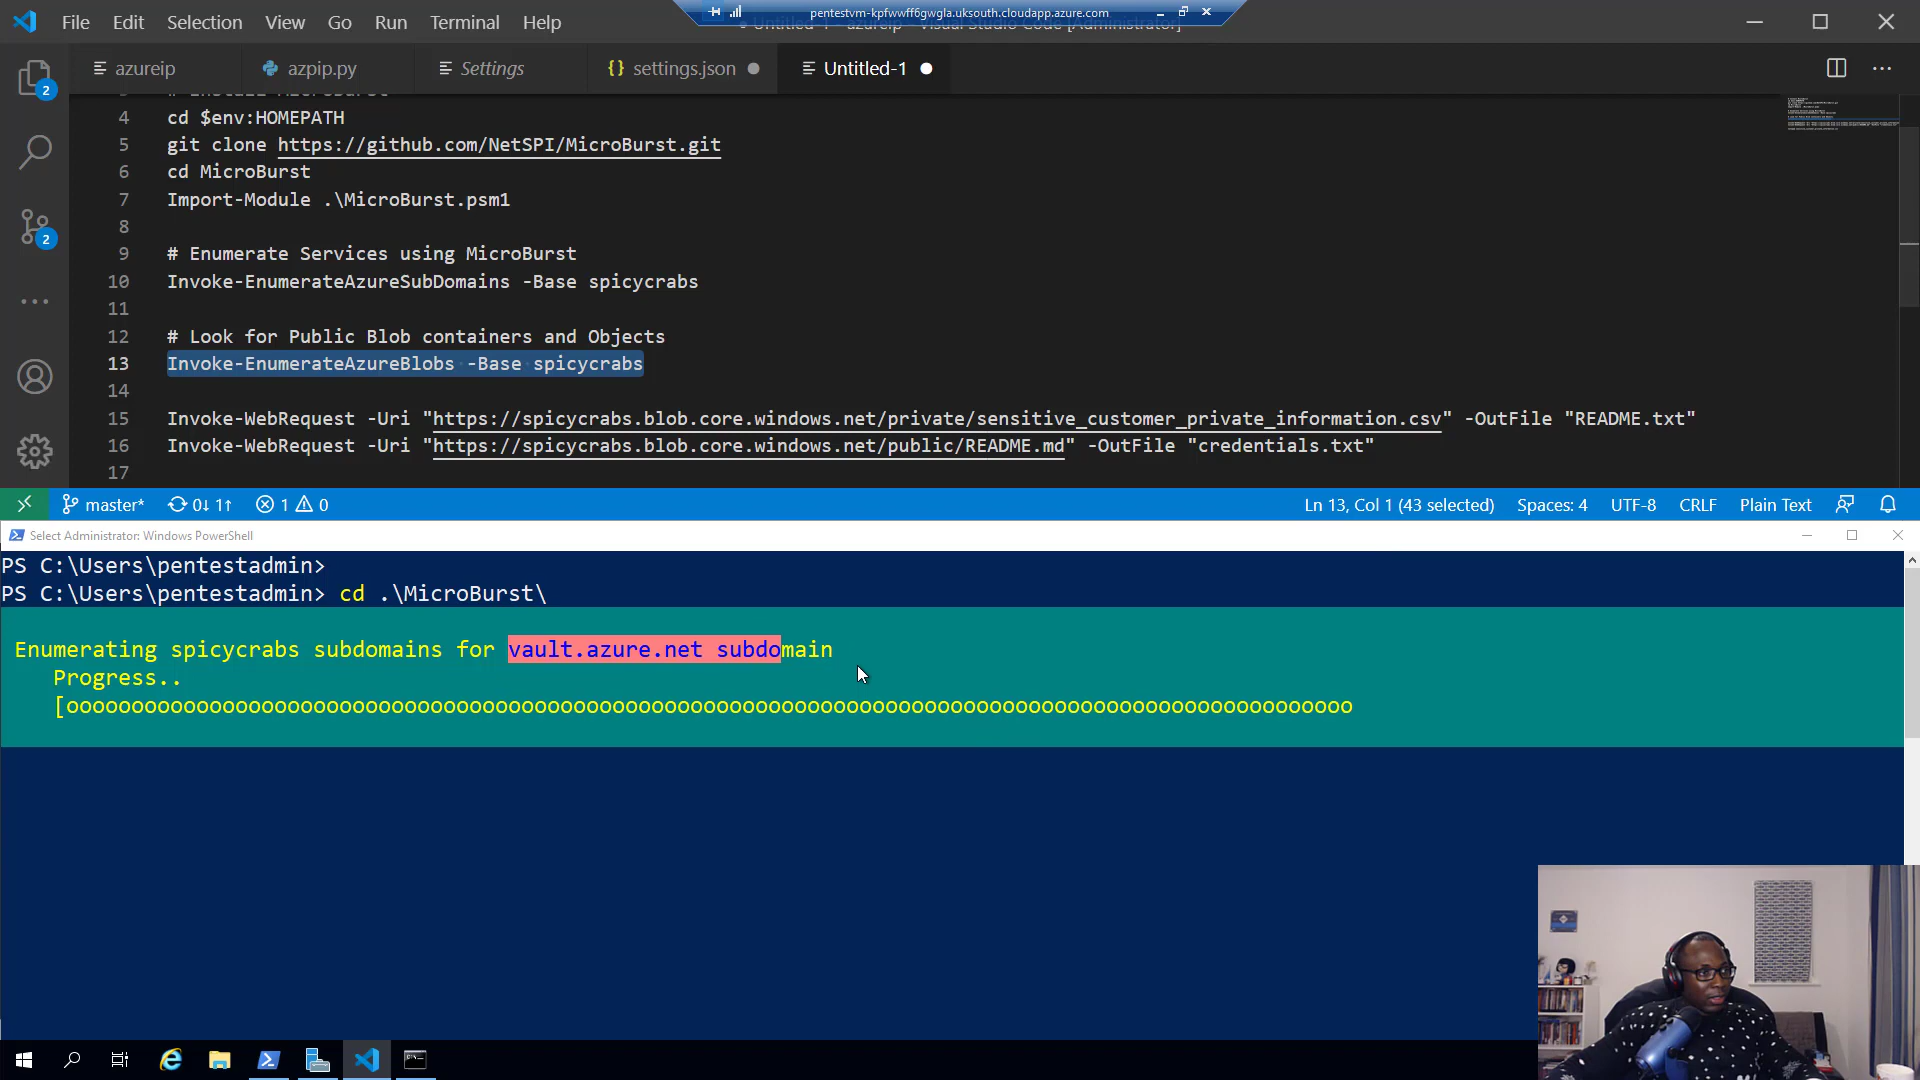 pentestvm-kpfwwff6gwgla.uksouth.cloudapp.azure.com
File Edit Selection View Go Run Terminal Help
azureip azpip.py Settings {} settings.json Untitled-1
4 cd $env:HOMEPATH
5 git clone https://github.com/NetSPI/MicroBurst.git
6 cd MicroBurst
7 Import-Module .\MicroBurst.psm1
8
9 # Enumerate Services using MicroBurst
10 Invoke-EnumerateAzureSubDomains -Base spicycrabs
11
12 # Look for Public Blob containers and Objects
13 Invoke-EnumerateAzureBlobs -Base spicycrabs
14
15 Invoke-WebRequest -Uri "https://spicycrabs.blob.core.windows.net/private/sensitive_customer_private_information.csv" -OutFile "README.txt"
16 Invoke-WebRequest -Uri "https://spicycrabs.blob.core.windows.net/public/README.md" -OutFile "credentials.txt"
17
2
2
master* 0↓ 1↑ 1 0 Ln 13, Col 1 (43 selected) Spaces: 4 UTF-8 CRLF Plain Text
Select Administrator: Windows PowerShell
PS C:\Users\pentestadmin>
PS C:\Users\pentestadmin> cd .\MicroBurst\
Enumerating spicycrabs subdomains for vault.azure.net subdomain
Progress..
[ooooooooooooooooooooooooooooooooooooooooooooooooooooooooooooooooooooooooooooooooooooooooooooooooooo